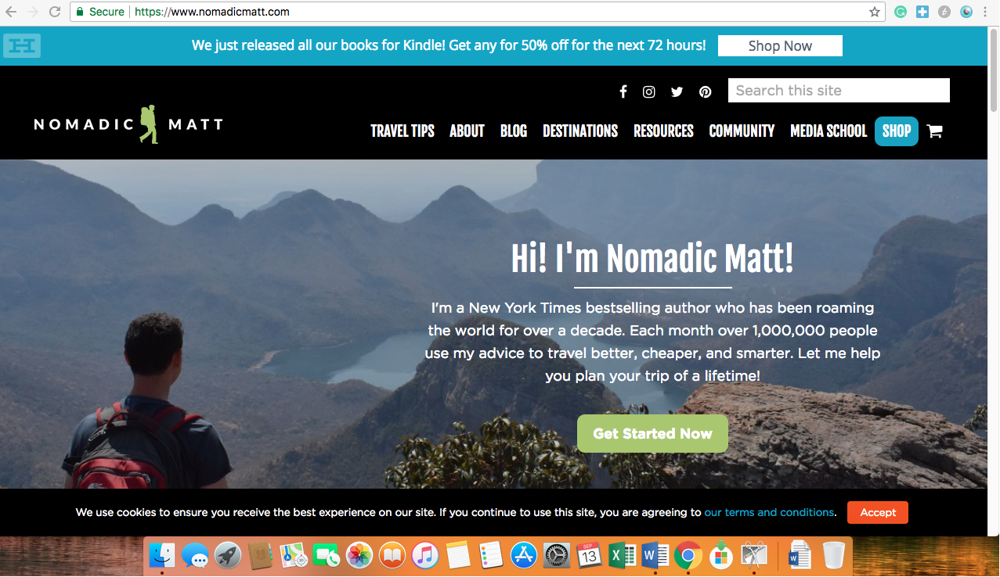 Secure
https://www.nomadicmatt.com
We just released all our books for Kindle! Get any for 50% off for the next 72 hours!
Shop Now
Search this site
NOMADIC MATT
TRAVEL TIPS ABOUT BLOG DESTINATIONS RESOURCES COMMUNITY MEDIA SCHOOL SHOP
Hi! I'm Nomadic Matt!
I'm a New York Times bestselling author who has been roaming
the world for over a decade. Each month over 1,000,000 people
use my advice to travel better, cheaper, and smarter. Let me help
you plan your trip of a lifetime!
Get Started Now
We use cookies to ensure you receive the best experience on our site. If you continue to use this site, you are agreeing to our terms and conditions.
Accept
SEP
13